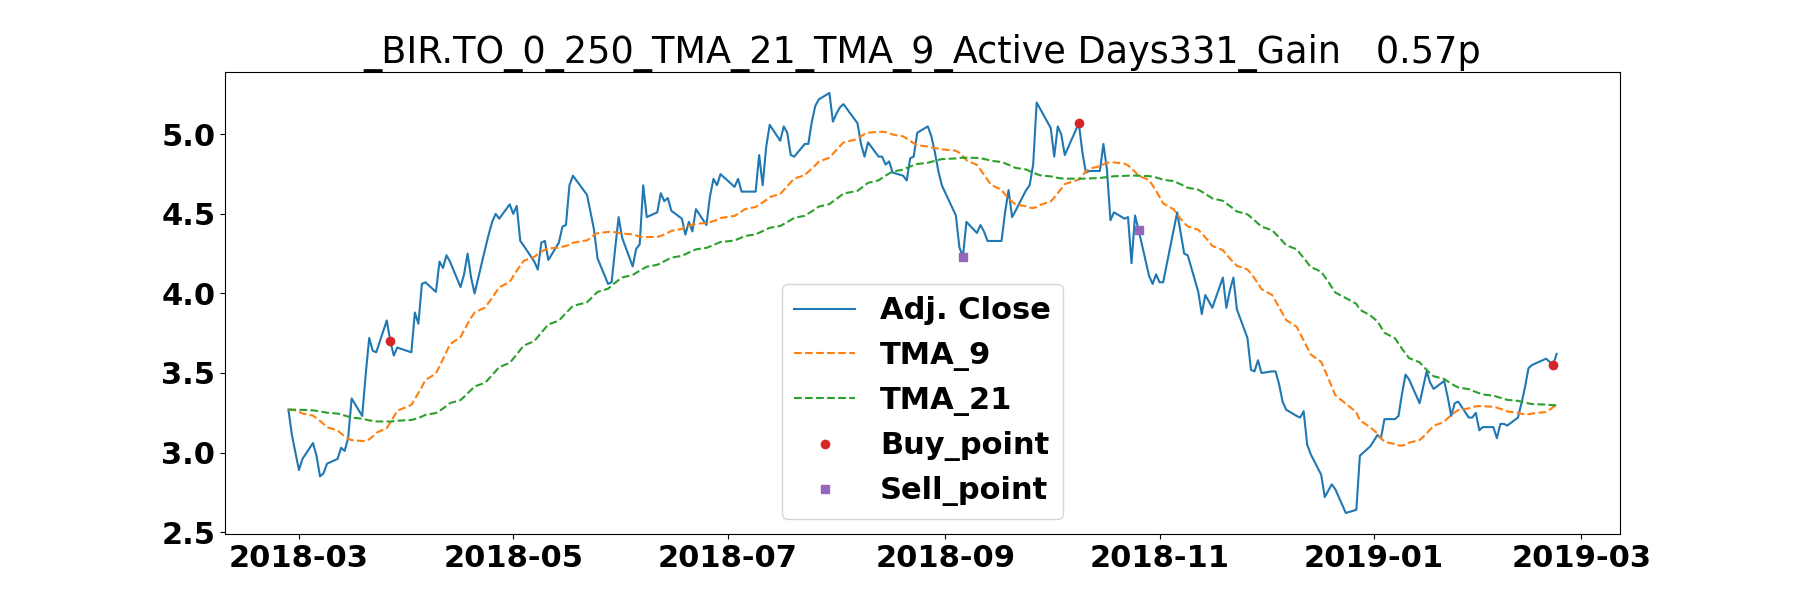 _BIR.TO_0_250_TMA_21_TMA_9_Active Days331_Gain   0.57p
5.0
4.5
4.0
3.5
3.0
2.5
Adj. Close
TMA_9
TMA_21
Buy_point
Sell_point
2018-03 2018-05 2018-07 2018-09 2018-11 2019-01 2019-03